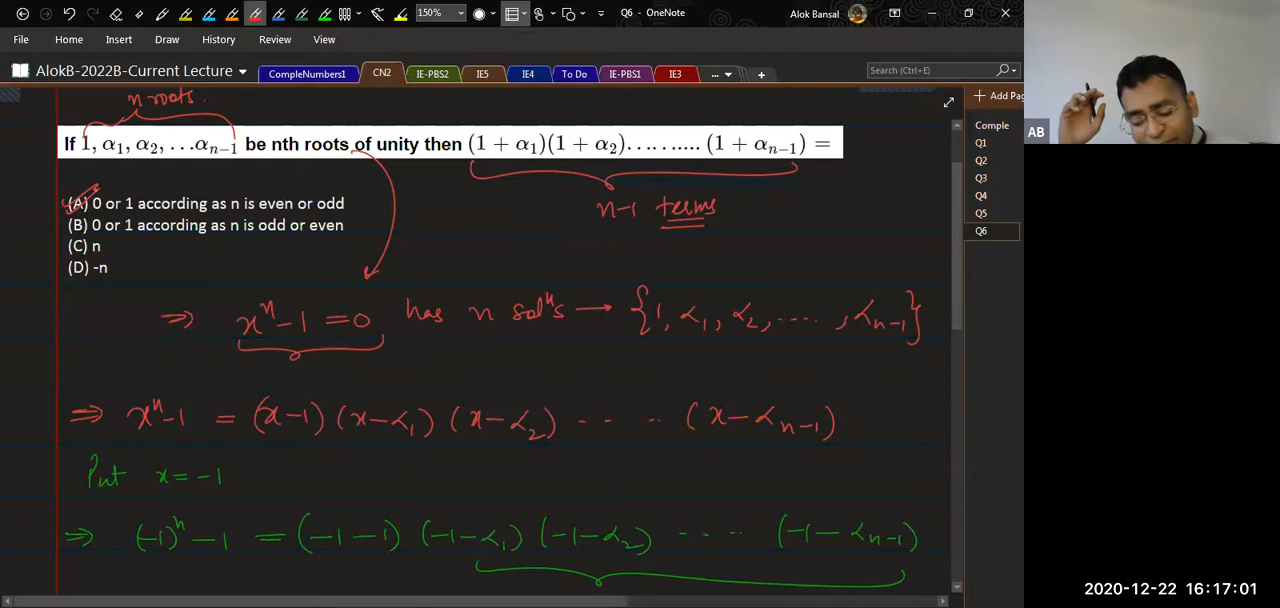 150% Q6 - OneNote Alok Bansal
File Home Insert Draw History Review View
AlokB-2022B-Current Lecture CompleNumbers1 CN2 IE-PBS2 IE5 IE4 To Do IE-PBS1 IE3 ... + Search (Ctrl+E)
n roots.
+ Add Pag
Comple
Q1
Q2
Q3
Q4
Q5
Q6
AB
If 1, α₁, α₂, …αₙ₋₁ be nth roots of unity then (1 + α₁)(1 + α₂)…….... (1 + αₙ₋₁) =
n-1 terms
(A) 0 or 1 according as n is even or odd
(B) 0 or 1 according as n is odd or even
(C) n
(D) -n
⇒ xⁿ-1 = 0 has n solⁿs → {1, α₁, α₂, ...., αₙ₋₁}
⇒ xⁿ-1 = (x-1) (x-α₁) (x-α₂) .. .. (x-αₙ₋₁)
Put x = -1
⇒ (-1)ⁿ - 1 = (-1-1) (-1-α₁) (-1-α₂) .. .. (-1-αₙ₋₁)
2020-12-22 16:17:01